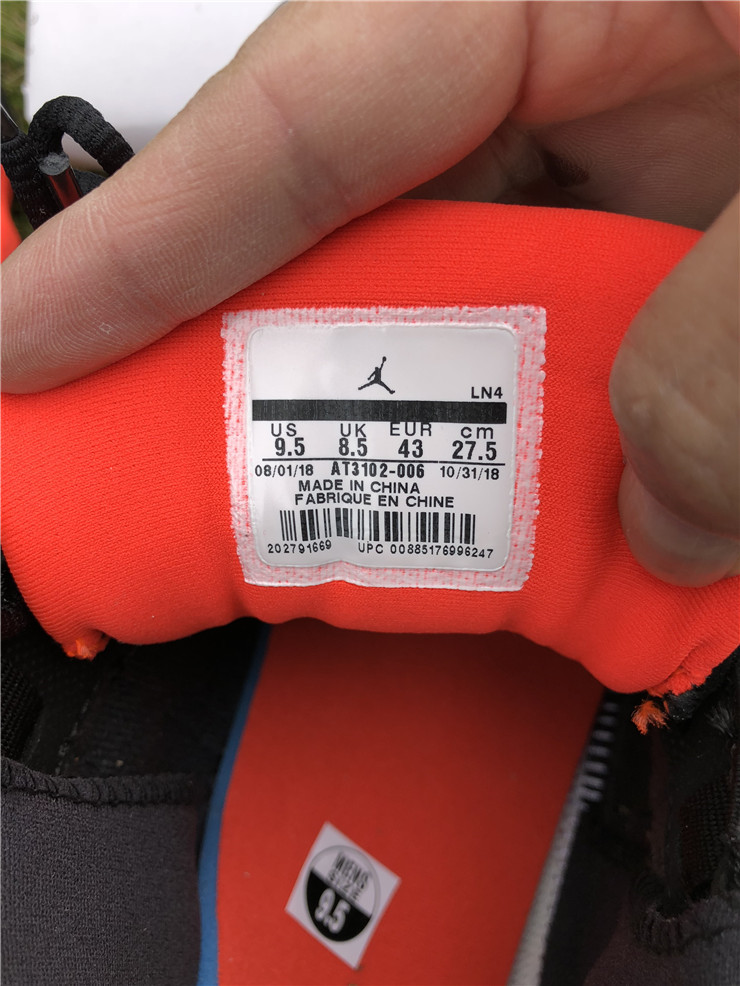 LN4
US UK EUR cm
9.5 8.5 43 27.5
08/01/18 AT3102-006 10/31/18
MADE IN CHINA
FABRIQUE EN CHINE
202791669 UPC 00885176996247
MENS
SIZE
9.5